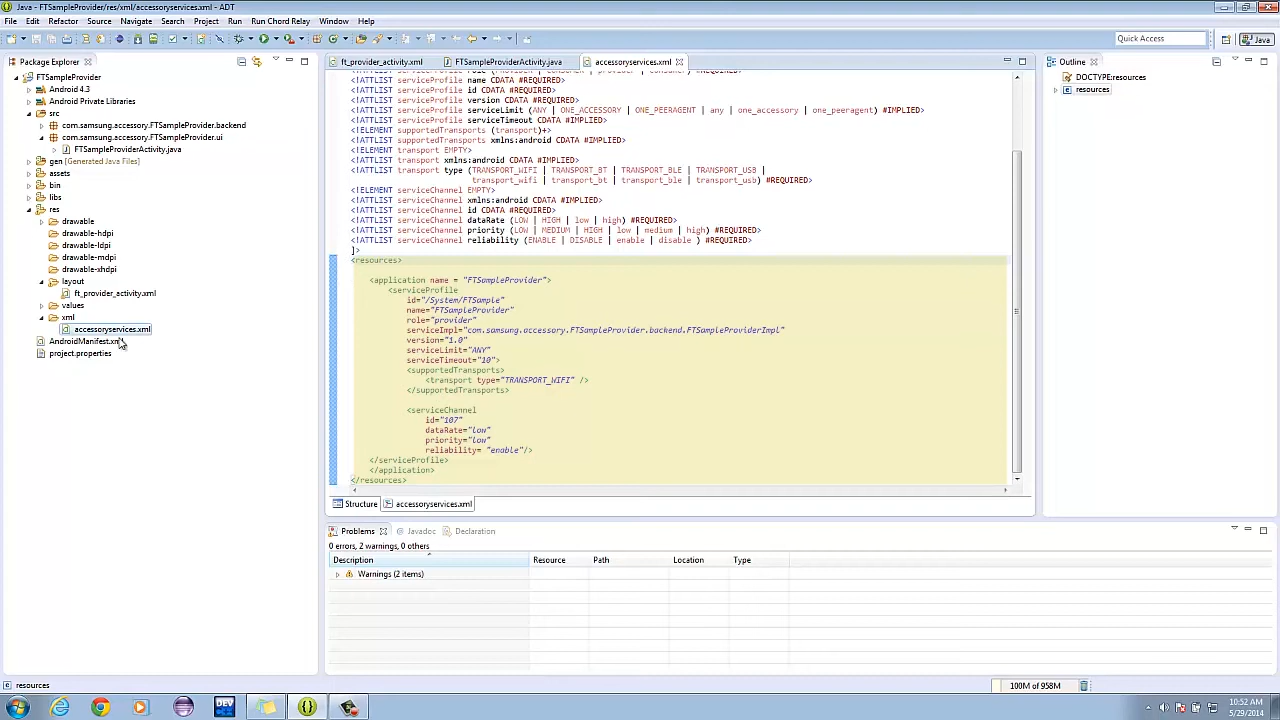 Java - FTSampleProvider/res/xml/accessoryservices.xml - ADT
File Edit Refactor Source Navigate Search Project Run Run Chord Relay Window Help
Quick Access
Java
Package Explorer
FTSampleProvider
Android 4.3
Android Private Libraries
src
com.samsung.accessory.FTSampleProvider.backend
com.samsung.accessory.FTSampleProvider.ui
FTSampleProviderActivity.java
gen [Generated Java Files]
assets
bin
libs
res
drawable
drawable-hdpi
drawable-ldpi
drawable-mdpi
drawable-xhdpi
layout
ft_provider_activity.xml
values
xml
accessoryservices.xml
AndroidManifest.xml
project.properties
ft_provider_activity.xml FTSampleProviderActivity.java accessoryservices.xml
<!ATTLIST serviceProfile role (PROVIDER | CONSUMER | provider | consumer) #REQUIRED>
<!ATTLIST serviceProfile name CDATA #REQUIRED>
<!ATTLIST serviceProfile id CDATA #REQUIRED>
<!ATTLIST serviceProfile version CDATA #REQUIRED>
<!ATTLIST serviceProfile serviceLimit (ANY | ONE_ACCESSORY | ONE_PEERAGENT | any | one_accessory | one_peeragent) #IMPLIED>
<!ATTLIST serviceProfile serviceTimeout CDATA #IMPLIED>
<!ELEMENT supportedTransports (transport)+>
<!ATTLIST supportedTransports xmlns:android CDATA #IMPLIED>
<!ELEMENT transport EMPTY>
<!ATTLIST transport xmlns:android CDATA #IMPLIED>
<!ATTLIST transport type (TRANSPORT_WIFI | TRANSPORT_BT | TRANSPORT_BLE | TRANSPORT_USB |
transport_wifi | transport_bt | transport_ble | transport_usb) #REQUIRED>
<!ELEMENT serviceChannel EMPTY>
<!ATTLIST serviceChannel xmlns:android CDATA #IMPLIED>
<!ATTLIST serviceChannel id CDATA #REQUIRED>
<!ATTLIST serviceChannel dataRate (LOW | HIGH | low | high) #REQUIRED>
<!ATTLIST serviceChannel priority (LOW | MEDIUM | HIGH | low | medium | high) #REQUIRED>
<!ATTLIST serviceChannel reliability (ENABLE | DISABLE | enable | disable ) #REQUIRED>
]>
<resources>
<application name = "FTSampleProvider">
<serviceProfile
id="/System/FTSample"
name="FTSampleProvider"
role="provider"
serviceImpl="com.samsung.accessory.FTSampleProvider.backend.FTSampleProviderImpl"
version="1.0"
serviceLimit="ANY"
serviceTimeout="10">
<supportedTransports>
<transport type="TRANSPORT_WIFI" />
</supportedTransports>
<serviceChannel
id="107"
dataRate="low"
priority="low"
reliability= "enable"/>
</serviceProfile>
</application>
</resources>
Structure accessoryservices.xml
Outline
DOCTYPE:resources
resources
Problems Javadoc Declaration
0 errors, 2 warnings, 0 others
Description Resource Path Location Type
Warnings (2 items)
resources
100M of 958M
DEV
10:52 AM
5/29/2014